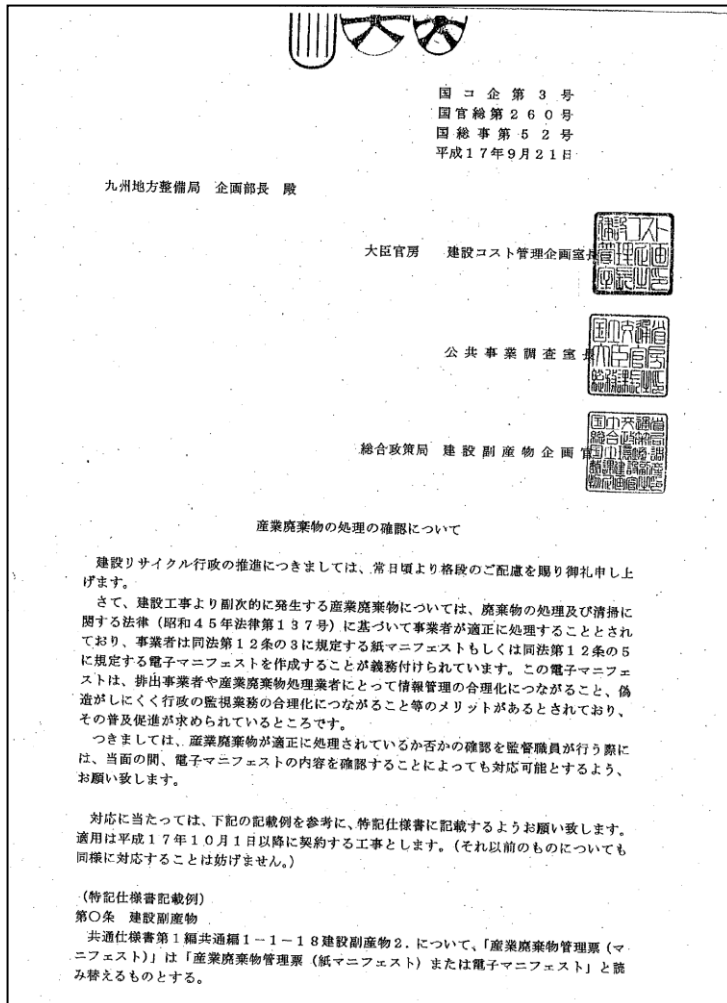 国コ企第3号
国官総第260号
国総事第52号
平成17年9月21日
九州地方整備局 企画部長 殿
大臣官房 建設コスト管理企画室長
公共事業調査室長
総合政策局 建設副産物企画官
産業廃棄物の処理の確認について
建設リサイクル行政の推進につきましては、常日頃より格段のご配慮を賜り御礼申し上
げます。
さて、建設工事より副次的に発生する産業廃棄物については、廃棄物の処理及び清掃に
関する法律(昭和45年法律第137号)に基づいて事業者が適正に処理することとされ
ており、事業者は同法第12条の3に規定する紙マニフェストもしくは同法第12条の5
に規定する電子マニフェストを作成することが義務付けられています。この電子マニフェ
ストは、排出事業者や産業廃棄物処理業者にとって情報管理の合理化につながること、偽
造がしにくく行政の監視業務の合理化につながること等のメリットがあるとされており、
その普及促進が求められているところです。
つきましては、産業廃棄物が適正に処理されているか否かの確認を監督職員が行う際に
は、当面の間、電子マニフェストの内容を確認することによっても対応可能とするよう、
お願い致します。
対応に当たっては、下記の記載例を参考に、特記仕様書に記載するようお願い致します。
適用は平成17年10月1日以降に契約する工事とします。(それ以前のものについても
同様に対応することは妨げません。)
(特記仕様書記載例)
第〇条 建設副産物
共通仕様書第1編共通編1-1-18建設副産物2.について、「産業廃棄物管理票(マ
ニフェスト)」は「産業廃棄物管理票(紙マニフェスト)または電子マニフェスト」と読
み替えるものとする。